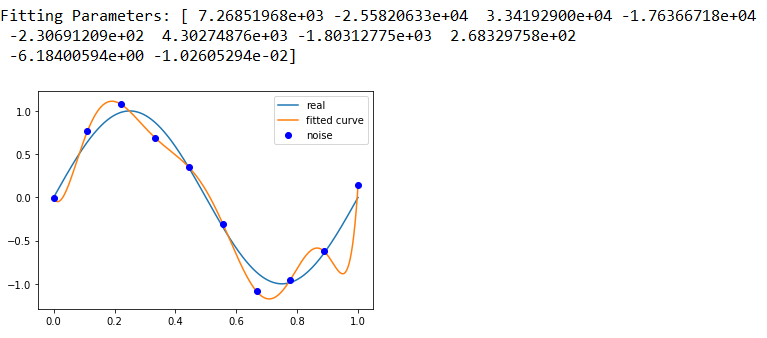 Fitting Parameters: [ 7.26851968e+03 -2.55820633e+04  3.34192900e+04 -1.76366718e+04
 -2.30691209e+02  4.30274876e+03 -1.80312775e+03  2.68329758e+02
 -6.18400594e+00 -1.02605294e-02]
real
fitted curve
noise
1.0
0.5
0.0
−0.5
−1.0
0.0 0.2 0.4 0.6 0.8 1.0